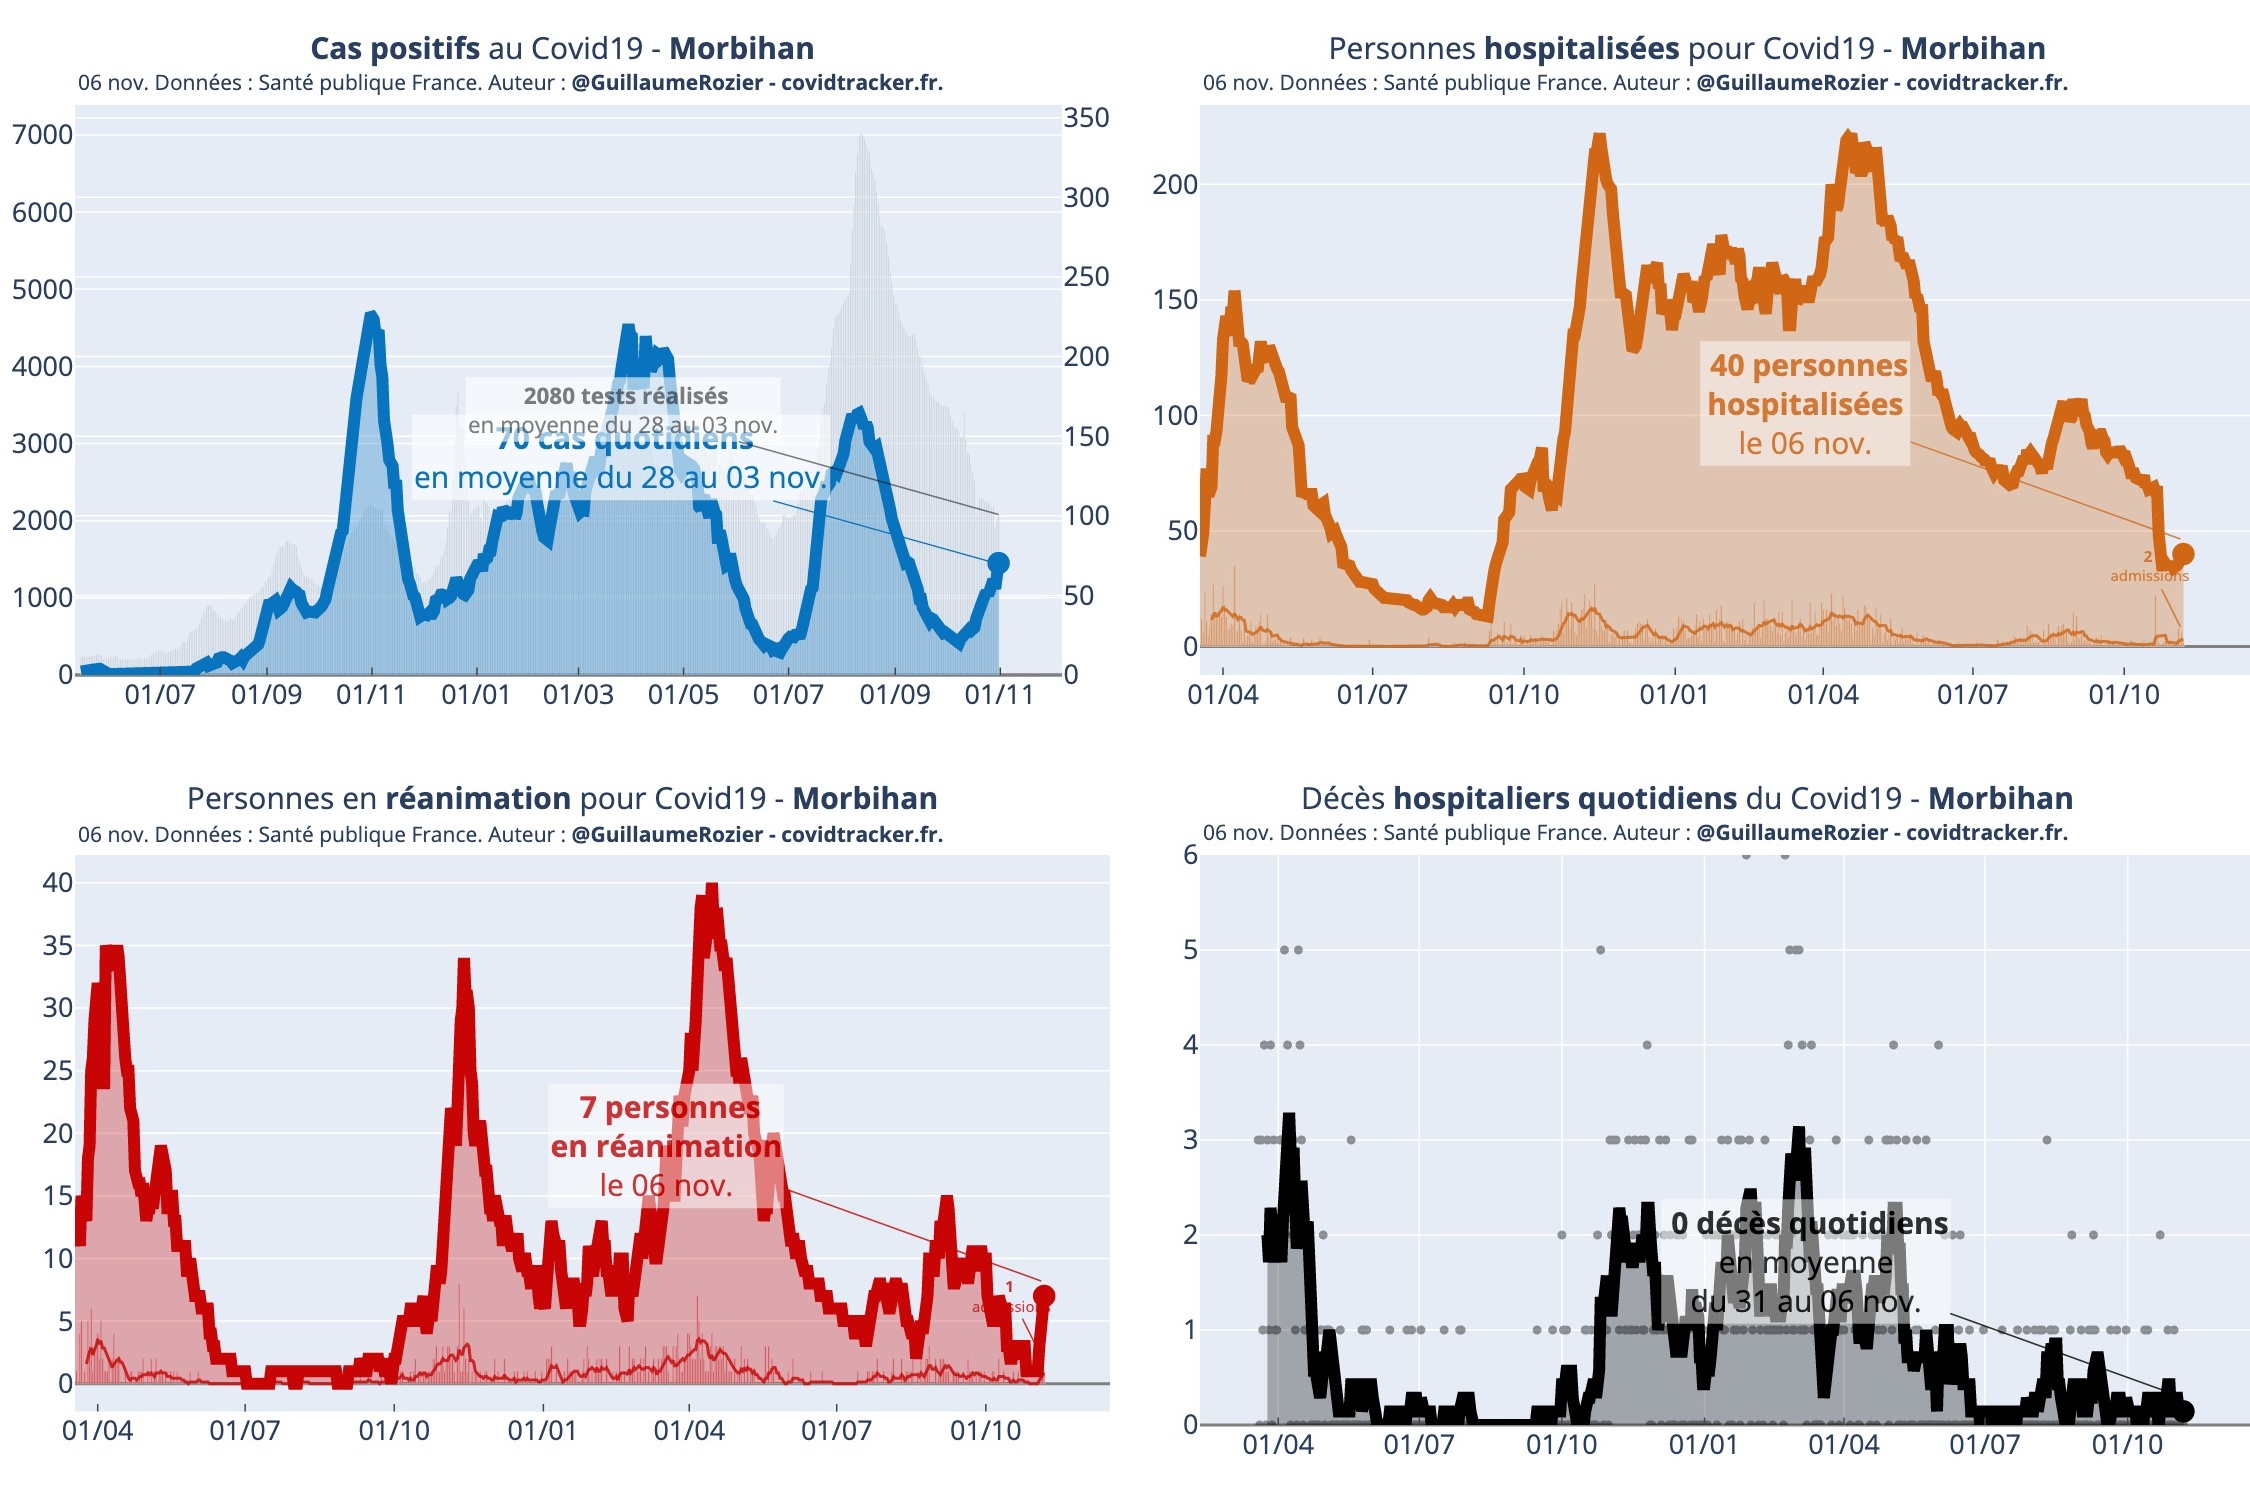 Cas positifs au Covid19 - Morbihan
06 nov. Données : Santé publique France. Auteur : @GuillaumeRozier - covidtracker.fr.
7000
6000
5000
4000
3000
2000
1000
0
350
300
250
200
150
100
50
0
2080 tests réalisés
en moyenne du 28 au 03 nov.
70 cas quotidiens
en moyenne du 28 au 03 nov.
01/07 01/09 01/11 01/01 01/03 01/05 01/07 01/09 01/11
Personnes hospitalisées pour Covid19 - Morbihan
06 nov. Données : Santé publique France. Auteur : @GuillaumeRozier - covidtracker.fr.
200
150
100
50
0
40 personnes
hospitalisées
le 06 nov.
2
admissions
01/04 01/07 01/10 01/01 01/04 01/07 01/10
Personnes en réanimation pour Covid19 - Morbihan
06 nov. Données : Santé publique France. Auteur : @GuillaumeRozier - covidtracker.fr.
40
35
30
25
20
15
10
5
0
7 personnes
en réanimation
le 06 nov.
1
admissions
01/04 01/07 01/10 01/01 01/04 01/07 01/10
Décès hospitaliers quotidiens du Covid19 - Morbihan
06 nov. Données : Santé publique France. Auteur : @GuillaumeRozier - covidtracker.fr.
6
5
4
3
2
1
0
0 décès quotidiens
en moyenne
du 31 au 06 nov.
01/04 01/07 01/10 01/01 01/04 01/07 01/10